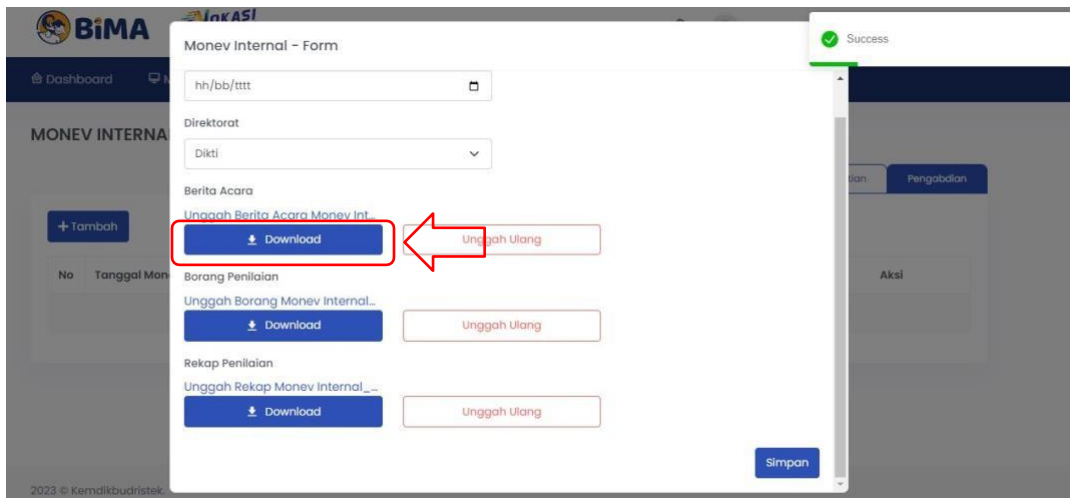 BiMA
Monev Internal - Form
Success
Dashboard
hh/bb/tttt
MONEV INTERNA
Direktorat
Dikti
Pengabdian
Berita Acara
Unggah Berita Acara Monev Int...
+ Tambah
Download
Unggah Ulang
No Tanggal Mon
Aksi
Borang Penilaian
Unggah Borang Monev Internal...
Download
Unggah Ulang
Rekap Penilaian
Unggah Rekap Monev Internal_...
Download
Unggah Ulang
Simpan
2023 © Kemdikbudristek.